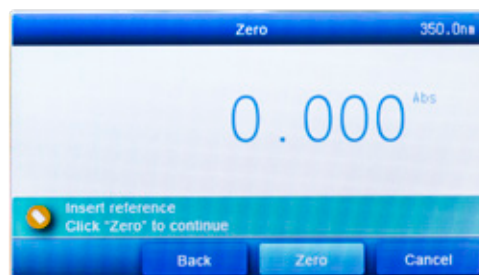 Zero 350.0nm
0.000 Abs
Insert reference
Click "Zero" to continue
Back Zero Cancel